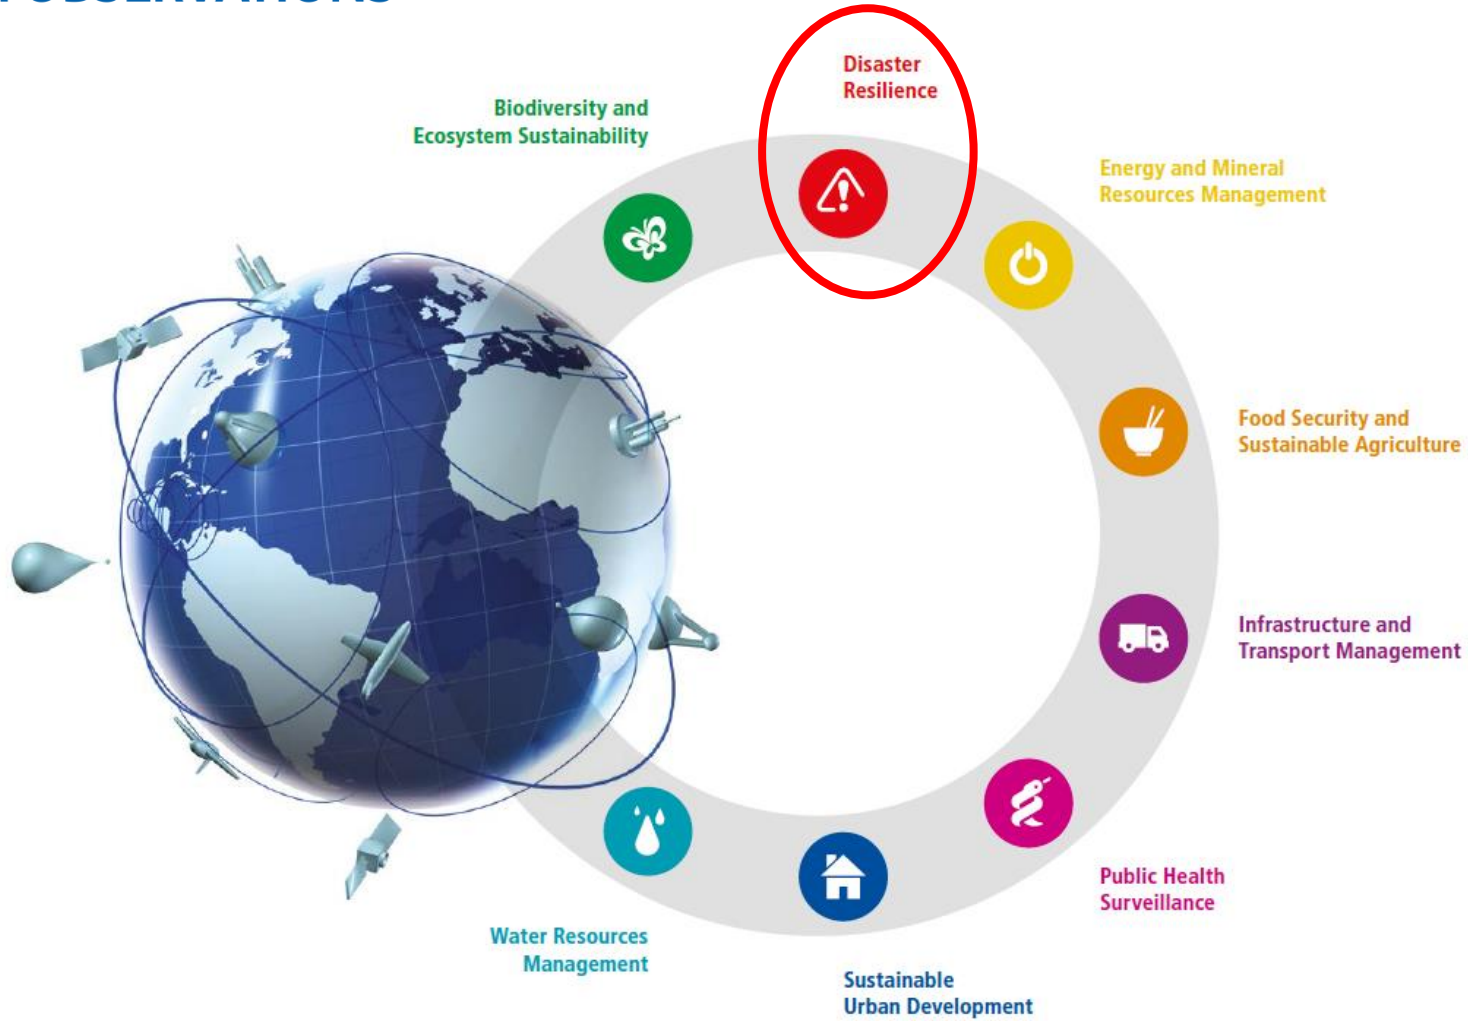 OBSERVATIONS
Disaster
Resilience
Biodiversity and
Ecosystem Sustainability
Energy and Mineral
Resources Management
Food Security and
Sustainable Agriculture
Infrastructure and
Transport Management
Public Health
Surveillance
Water Resources
Management
Sustainable
Urban Development